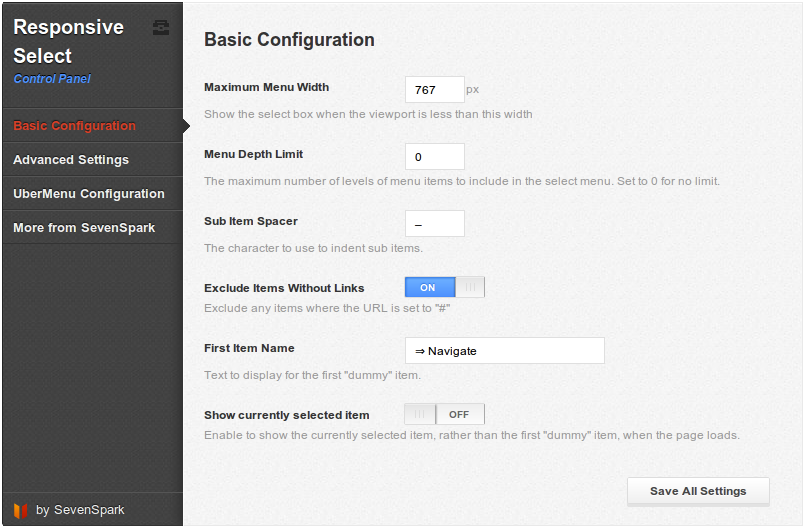 Responsive
Select
Control Panel
Basic Configuration
Advanced Settings
UberMenu Configuration
More from SevenSpark
by SevenSpark
Basic Configuration
Maximum Menu Width
767 px
Show the select box when the viewport is less than this width
Menu Depth Limit
0
The maximum number of levels of menu items to include in the select menu. Set to 0 for no limit.
Sub Item Spacer
–
The character to use to indent sub items.
Exclude Items Without Links
ON
Exclude any items where the URL is set to "#"
First Item Name
⇒ Navigate
Text to display for the first "dummy" item.
Show currently selected item
OFF
Enable to show the currently selected item, rather than the first "dummy" item, when the page loads.
Save All Settings